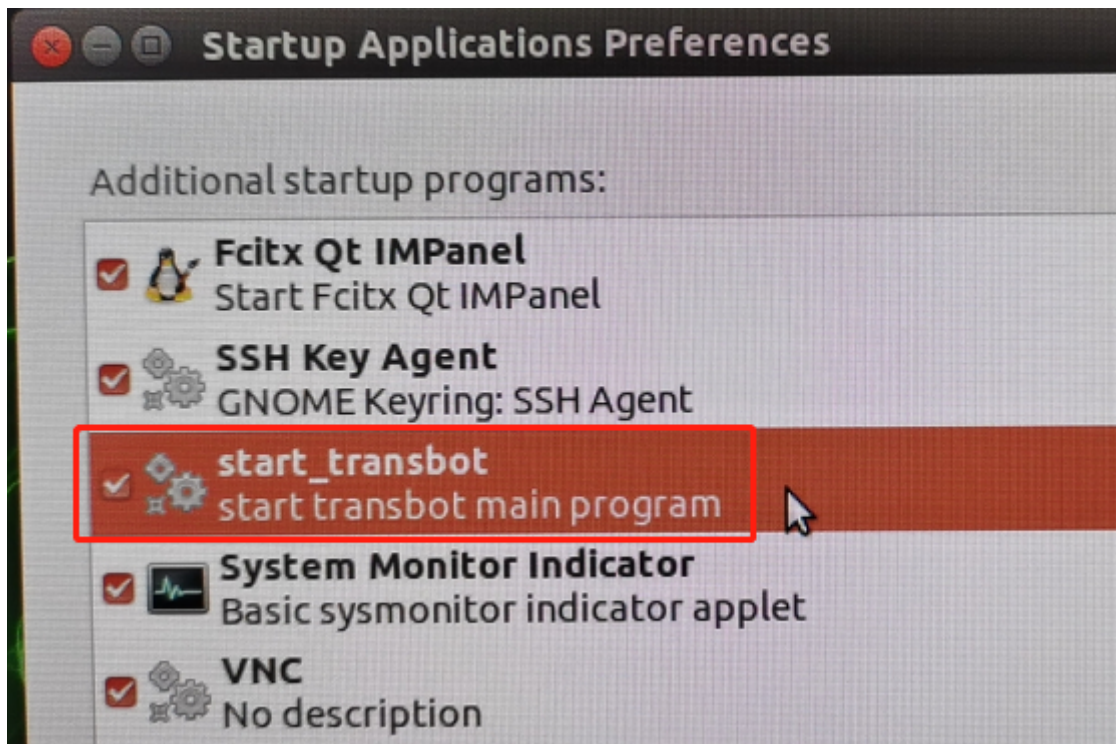 Startup Applications Preferences
Additional startup programs:
Fcitx Qt IMPanel
Start Fcitx Qt IMPanel
SSH Key Agent
GNOME Keyring: SSH Agent
start_transbot
start transbot main program
System Monitor Indicator
Basic sysmonitor indicator applet
VNC
No description